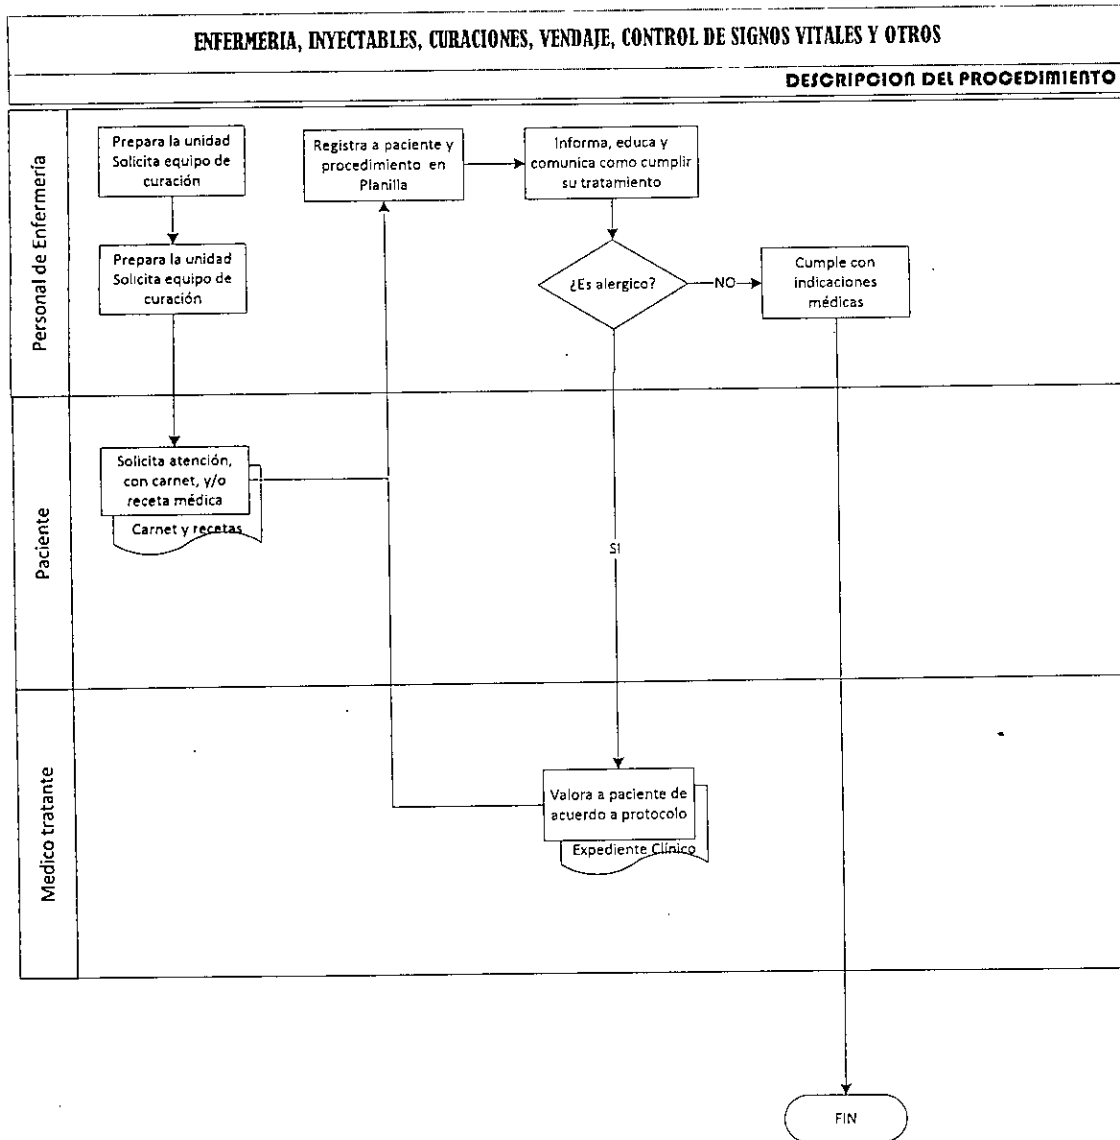 ENFERMERIA, INYECTABLES, CURACIONES, VENDAJE, CONTROL DE SIGNOS VITALES Y OTROS
DESCRIPCION DEL PROCEDIMIENTO
Personal de Enfermería
Prepara la unidad
Solicita equipo de
curación
Prepara la unidad
Solicita equipo de
curación
Registra a paciente y
procedimiento en
Planilla
Informa, educa y
comunica como cumplir
su tratamiento
¿Es alergico?
NO
Cumple con
indicaciones
médicas
Paciente
Solicita atención,
con carnet, y/o
receta médica
Carnet y recetas
SI
Medico tratante
Valora a paciente de
acuerdo a protocolo
Expediente Clínico
FIN